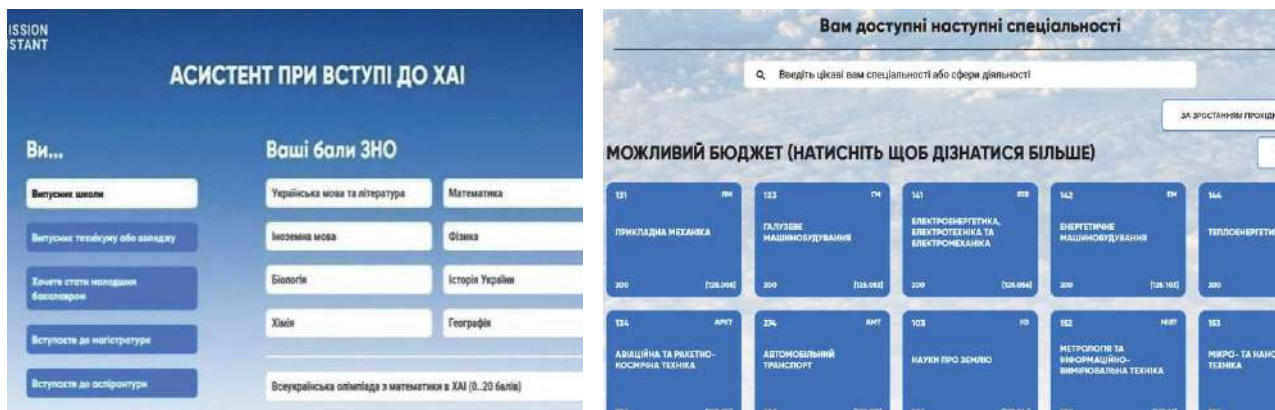 ISSION
ISTANT
АСИСТЕНТ ПРИ ВСТУПІ ДО ХАІ
Ви...
Випускник школи
Випускник технікуму або коледжу
Хочете стати молодшим
бакалавром
Вступаєте до магістратури
Вступаєте до аспірантури
Ваші бали ЗНО
Українська мова та література
Математика
Іноземна мова
Фізика
Біологія
Історія України
Хімія
Географія
Всеукраїнська олімпіада з математики в ХАІ (0..20 балів)
Вам доступні наступні спеціальності
Введіть цікаві вам спеціальності або сфери діяльності
ЗА ЗРОСТАННЯМ ПРОХІДН
МОЖЛИВИЙ БЮДЖЕТ (НАТИСНІТЬ ЩОБ ДІЗНАТИСЯ БІЛЬШЕ)
131 ПМ
ПРИКЛАДНА МЕХАНІКА
200
133 ГМ
ГАЛУЗЕВЕ
МАШИНОБУДУВАННЯ
200
141
ЕЛЕКТРОЕНЕРГЕТИКА,
ЕЛЕКТРОТЕХНІКА ТА
ЕЛЕКТРОМЕХАНІКА
200
142 ЕМ
ЕНЕРГЕТИЧНЕ
МАШИНОБУДУВАННЯ
200
144
ТЕПЛОЕНЕРГЕТИ
200
134 АРКТ
АВІАЦІЙНА ТА РАКЕТНО-
КОСМІЧНА ТЕХНІКА
274 АМТ
АВТОМОБІЛЬНИЙ
ТРАНСПОРТ
103 НЗ
НАУКИ ПРО ЗЕМЛЮ
152
МЕТРОЛОГІЯ ТА
ІНФОРМАЦІЙНО-
ВИМІРЮВАЛЬНА ТЕХНІКА
153
МІКРО- ТА НАНО
ТЕХНІКА